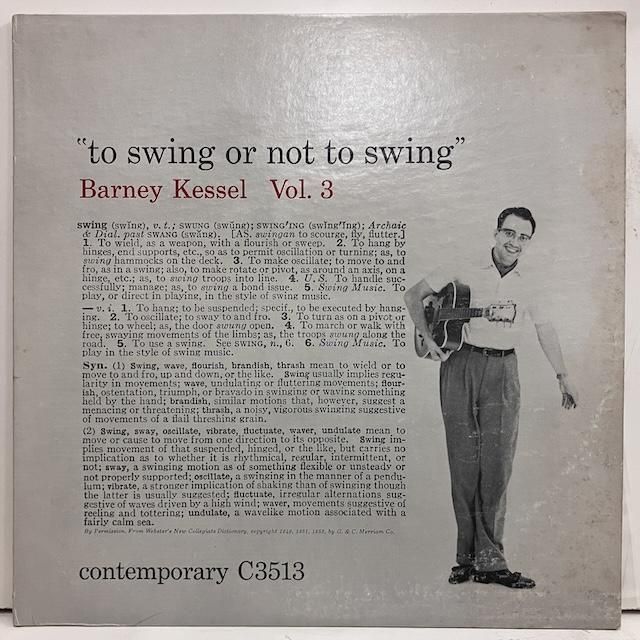 “to swing or not to swing”
Barney Kessel Vol. 3
swing (swĭng), v.t.; SWUNG (swŭng); SWING'ING (swĭng'ĭng); Archaic
& Dial. past SWANG (swăng). [AS. swingan to scourge, fly, flutter.]
1. To wield, as a weapon, with a flourish or sweep. 2. To hang by
hinges, end supports, etc., so as to permit oscillation or turning; as, to
swing hammocks on the deck. 3. To make oscillate; to move to and
fro, as in a swing; also, to make rotate or pivot, as around an axis, on a
hinge, etc.; as, to swing troops into line. 4. U. S. To handle suc-
cessfully; manage; as, to swing a bond issue. 5. Swing Music. To
play, or direct in playing, in the style of swing music.
— v.i. 1. To hang; to be suspended; specif., to be executed by hang-
ing. 2. To oscillate; to sway to and fro. 3. To turn as on a pivot or
hinge; to wheel; as, the door swung open. 4. To march or walk with
free, swaying movements of the limbs; as, the troops swung along the
road. 5. To use a swing. See SWING, n., 6. 6. Swing Music. To
play in the style of swing music.
Syn. (1) Swing, wave, flourish, brandish, thrash mean to wield or to
move to and fro, up and down, or the like. Swing usually implies regu-
larity in movements; wave, undulating or fluttering movements; flour-
ish, ostentation, triumph, or bravado in swinging or waving something
held by the hand; brandish, similar motions that, however, suggest a
menacing or threatening; thrash, a noisy, vigorous swinging suggestive
of movements of a flail threshing grain.
(2) Swing, sway, oscillate, vibrate, fluctuate, waver, undulate mean to
move or cause to move from one direction to its opposite. Swing im-
plies movement of that suspended, hinged, or the like, but carries no
implication as to whether it is rhythmical, regular, intermittent, or
not; sway, a swinging motion as of something flexible or unsteady or
not properly supported; oscillate, a swinging in the manner of a pendu-
lum; vibrate, a stronger implication of shaking than of swinging though
the latter is usually suggested; fluctuate, irregular alternations sug-
gestive of waves driven by a high wind; waver, movements suggestive of
reeling and tottering; undulate, a wavelike motion associated with a
fairly calm sea.
By Permission. From Webster's New Collegiate Dictionary, copyright 1949, 1951, 1953, by G. & C. Merriam Co.
contemporary C3513